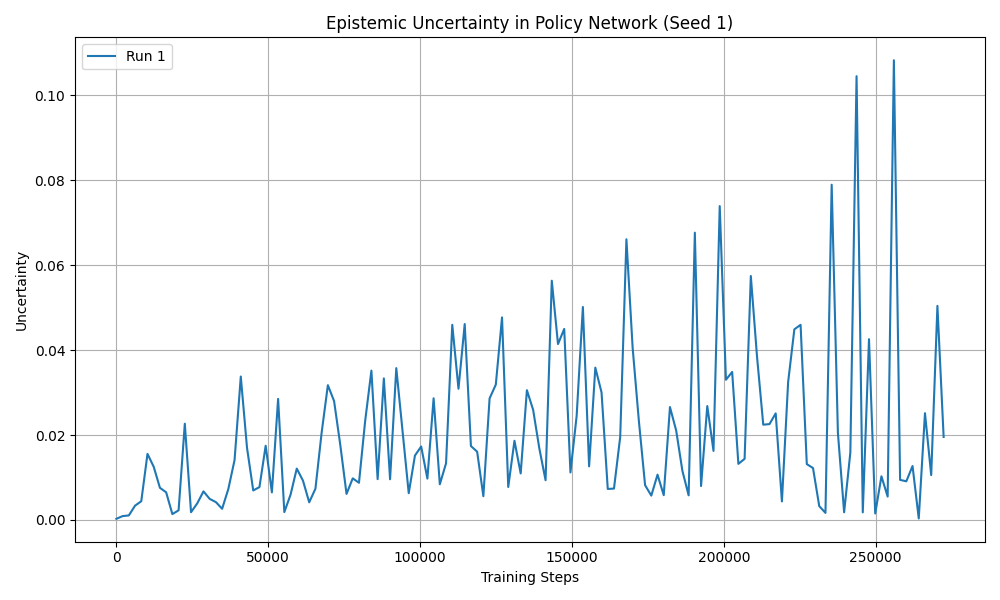 Epistemic Uncertainty in Policy Network (Seed 1)
Run 1
0.10
0.08
0.06
0.04
0.02
0.00
Uncertainty
0 50000 100000 150000 200000 250000
Training Steps